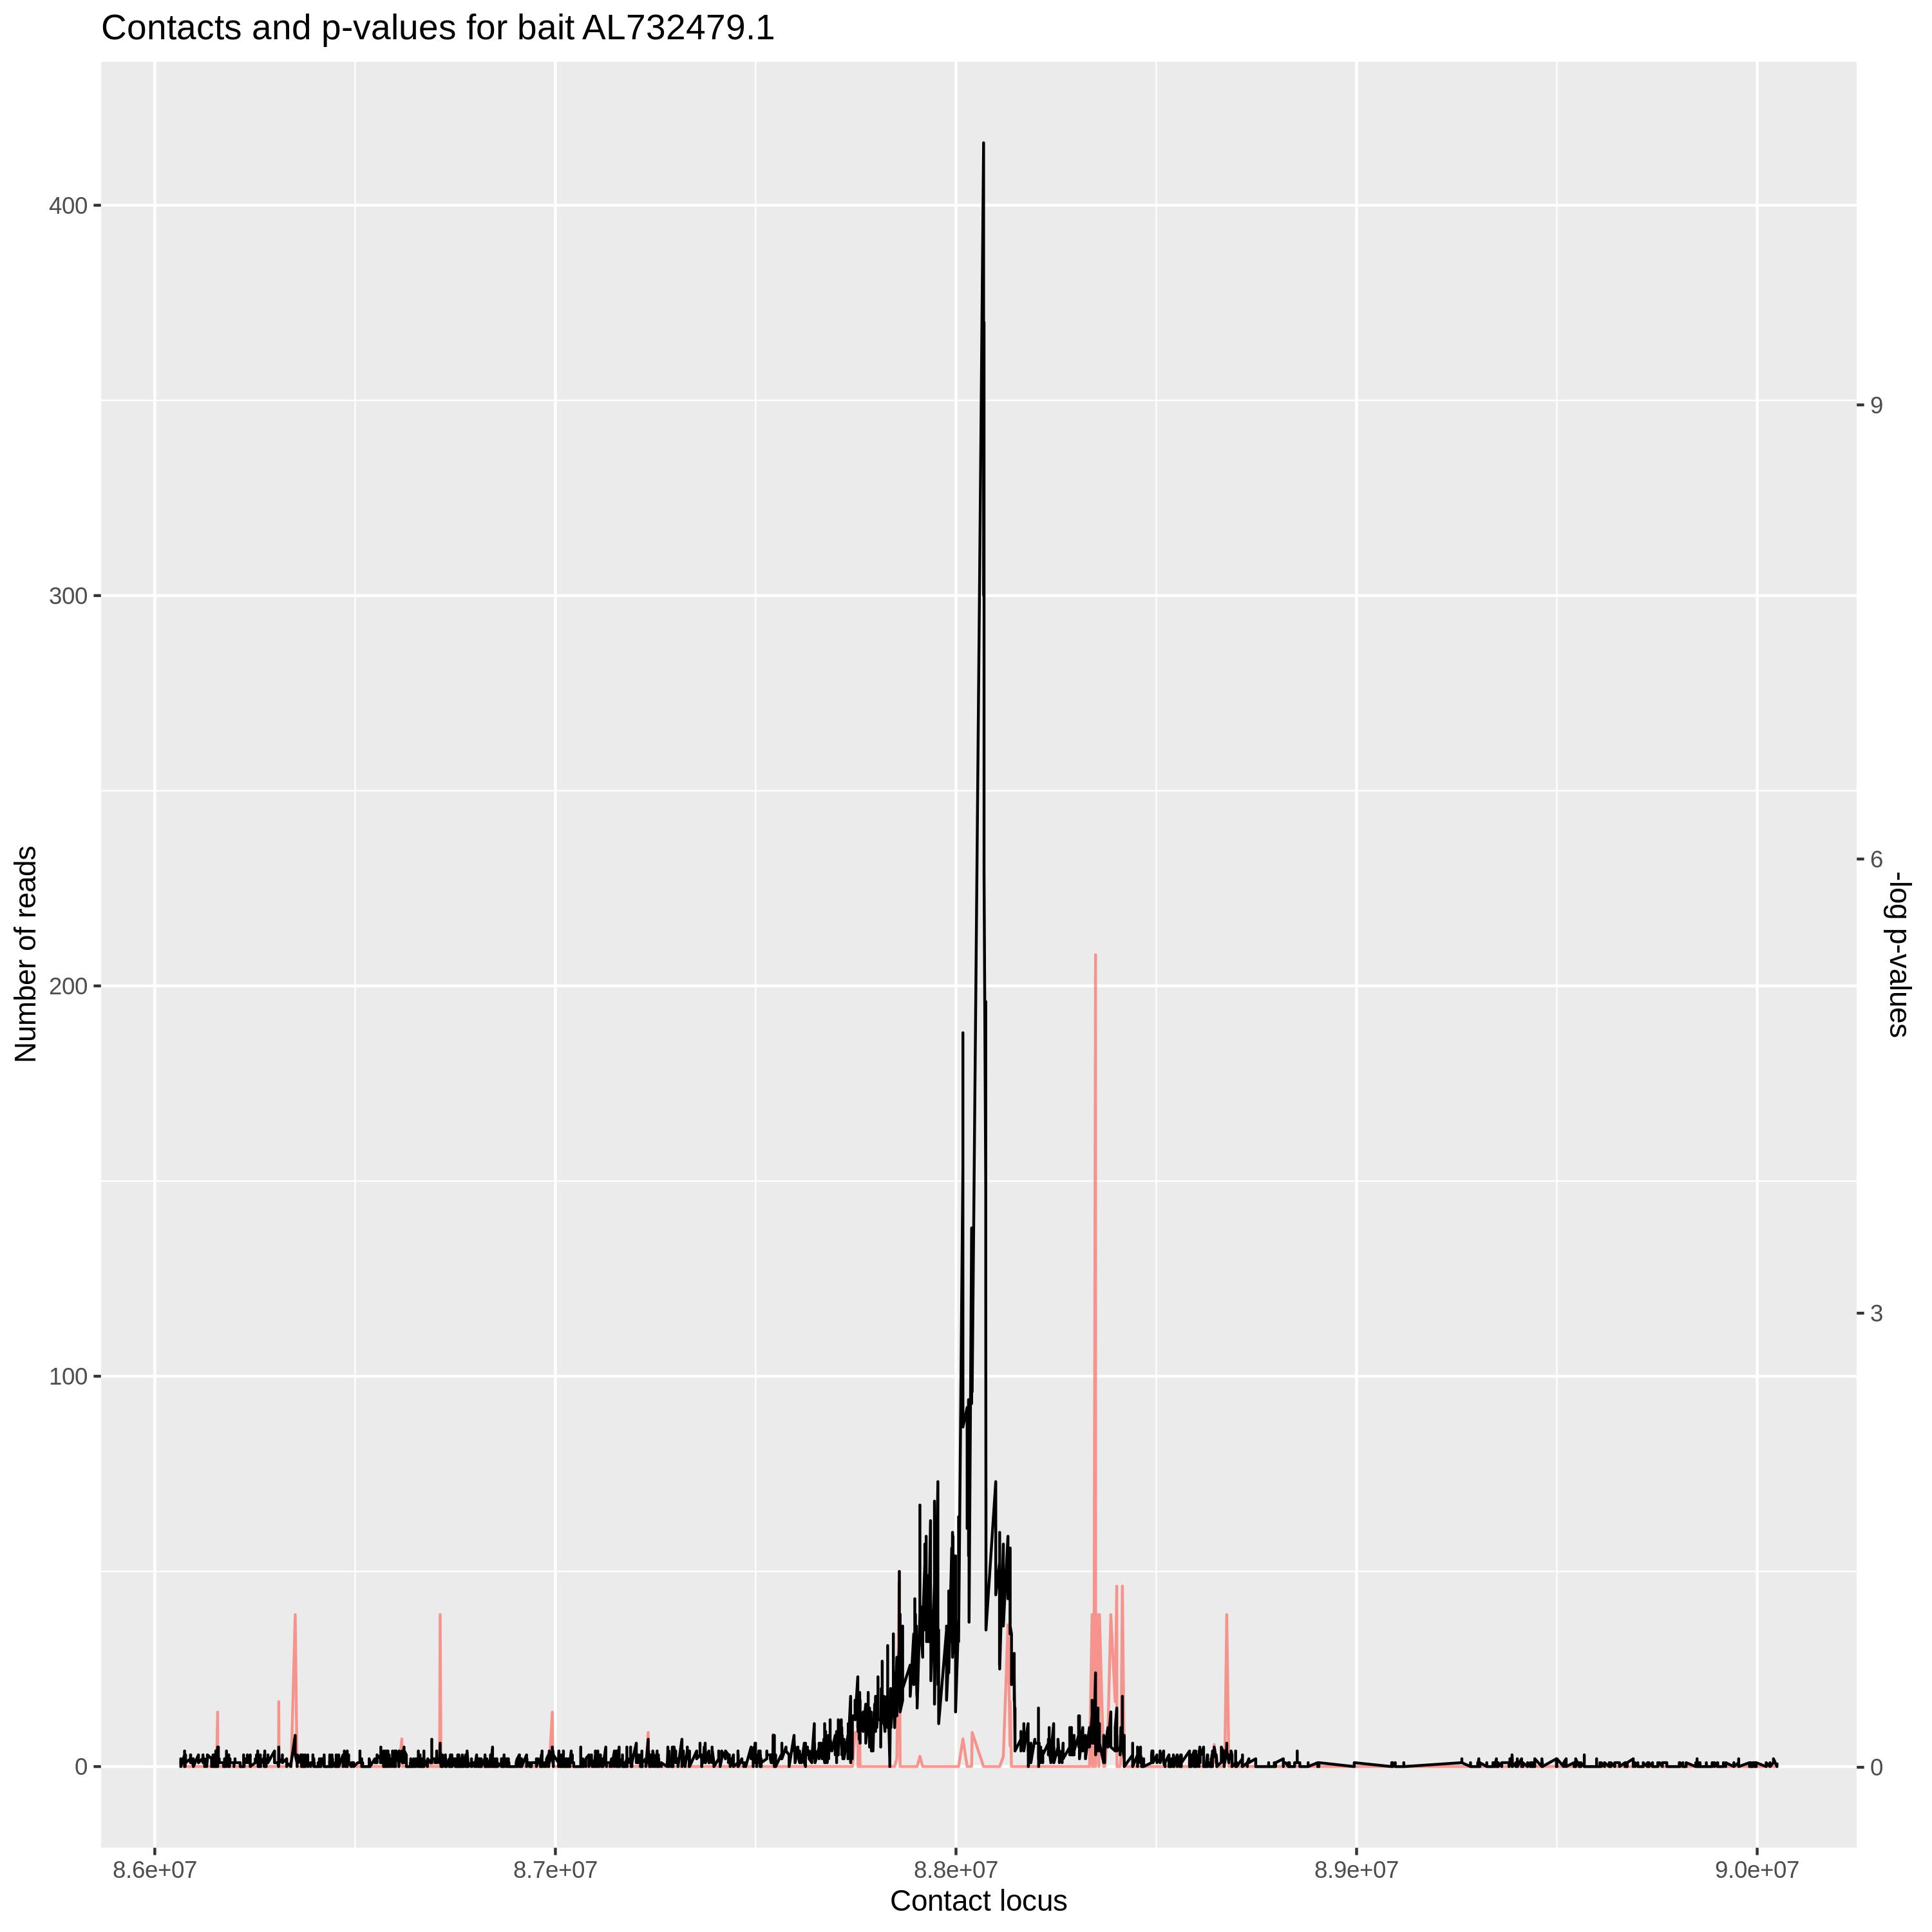 Contacts and p-values for bait AL732479.1
400
300
200
100
0
Number of reads
9
6
3
0
-log p-values
8.6e+07 8.7e+07 8.8e+07 8.9e+07 9.0e+07
Contact locus